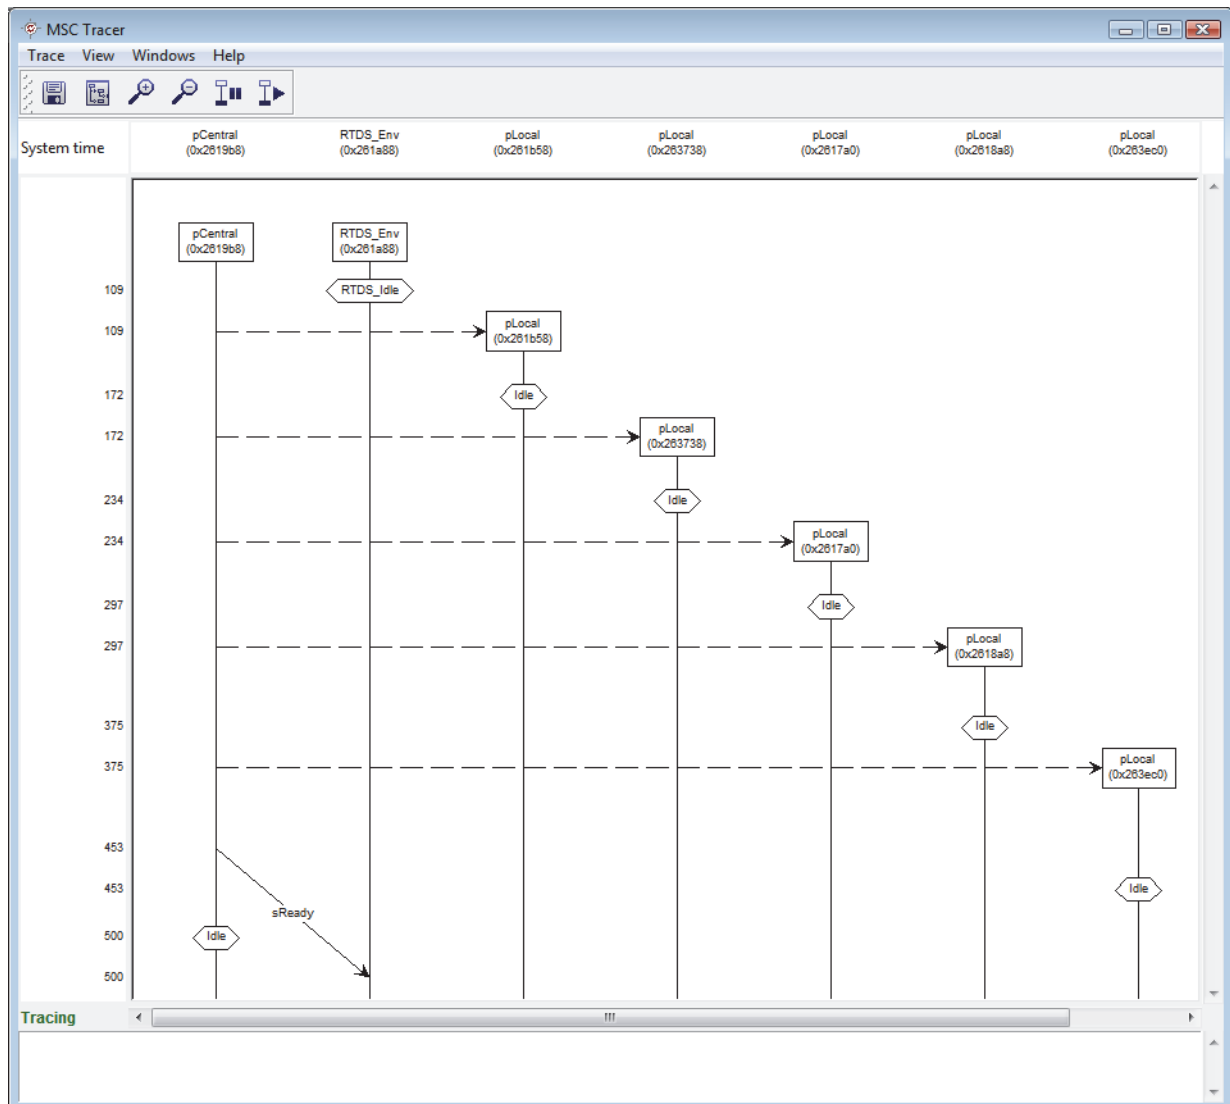 MSC Tracer
Trace View Windows Help
System time
pCentral
(0x2619b8)
RTDS_Env
(0x261a88)
pLocal
(0x261b58)
pLocal
(0x263738)
pLocal
(0x2617a0)
pLocal
(0x2618a8)
pLocal
(0x263ec0)
pCentral
(0x2619b8)
RTDS_Env
(0x261a88)
109
RTDS_Idle
109
pLocal
(0x261b58)
172
Idle
172
pLocal
(0x263738)
234
Idle
234
pLocal
(0x2617a0)
297
Idle
297
pLocal
(0x2618a8)
375
Idle
375
pLocal
(0x263ec0)
453
453
Idle
sReady
500
Idle
500
Tracing